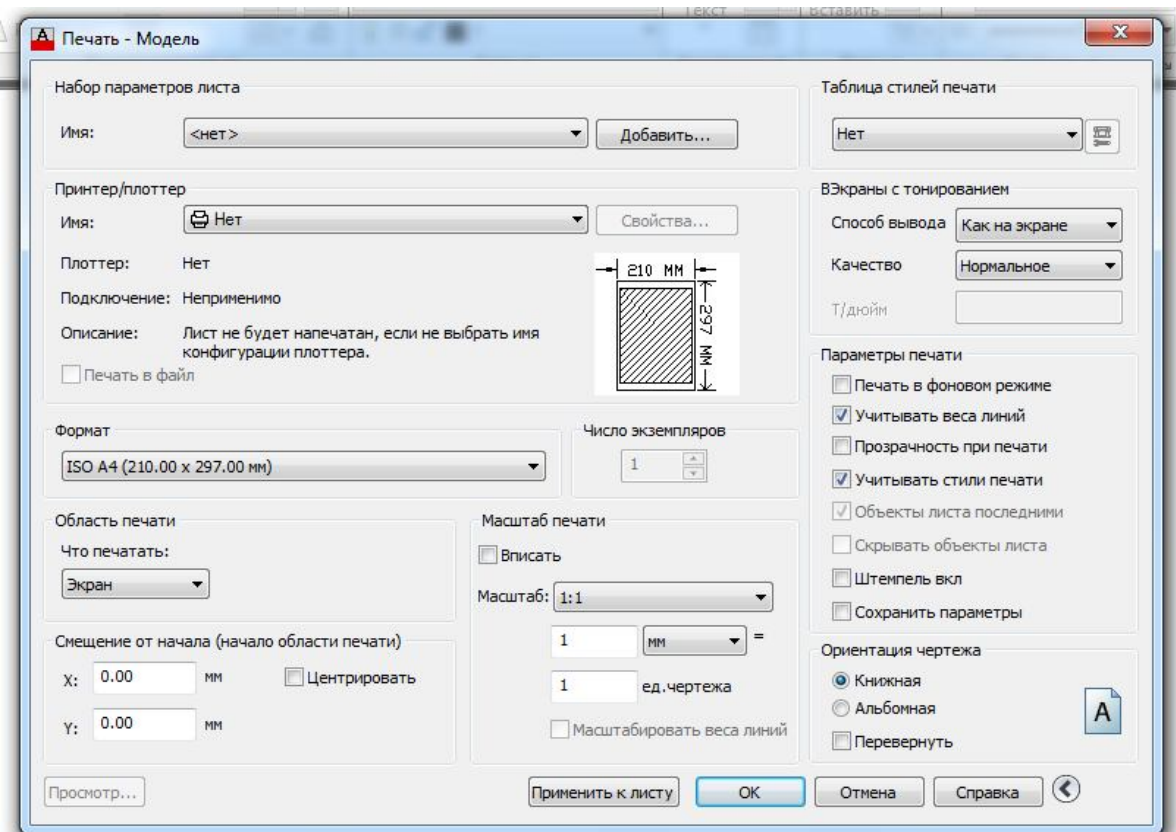 Текст
Вставить
Печать - Модель
Набор параметров листа
Имя:
<нет>
Добавить...
Таблица стилей печати
Нет
Принтер/плоттер
Имя:
Нет
Свойства...
Плоттер:
Нет
Подключение:
Неприменимо
Описание:
Лист не будет напечатан, если не выбрать имя
конфигурации плоттера.
Печать в файл
210 MM
297 MM
ВЭкраны с тонированием
Способ вывода
Как на экране
Качество
Нормальное
Т/дюйм
Формат
ISO A4 (210.00 x 297.00 мм)
Число экземпляров
1
Параметры печати
Печать в фоновом режиме
Учитывать веса линий
Прозрачность при печати
Учитывать стили печати
Объекты листа последними
Скрывать объекты листа
Штемпель вкл
Сохранить параметры
Область печати
Что печатать:
Экран
Масштаб печати
Вписать
Масштаб:
1:1
1
мм
=
1
ед.чертежа
Масштабировать веса линий
Смещение от начала (начало области печати)
X:
0.00
мм
Центрировать
Y:
0.00
мм
Ориентация чертежа
Книжная
Альбомная
Перевернуть
A
Просмотр...
Применить к листу
ОК
Отмена
Справка